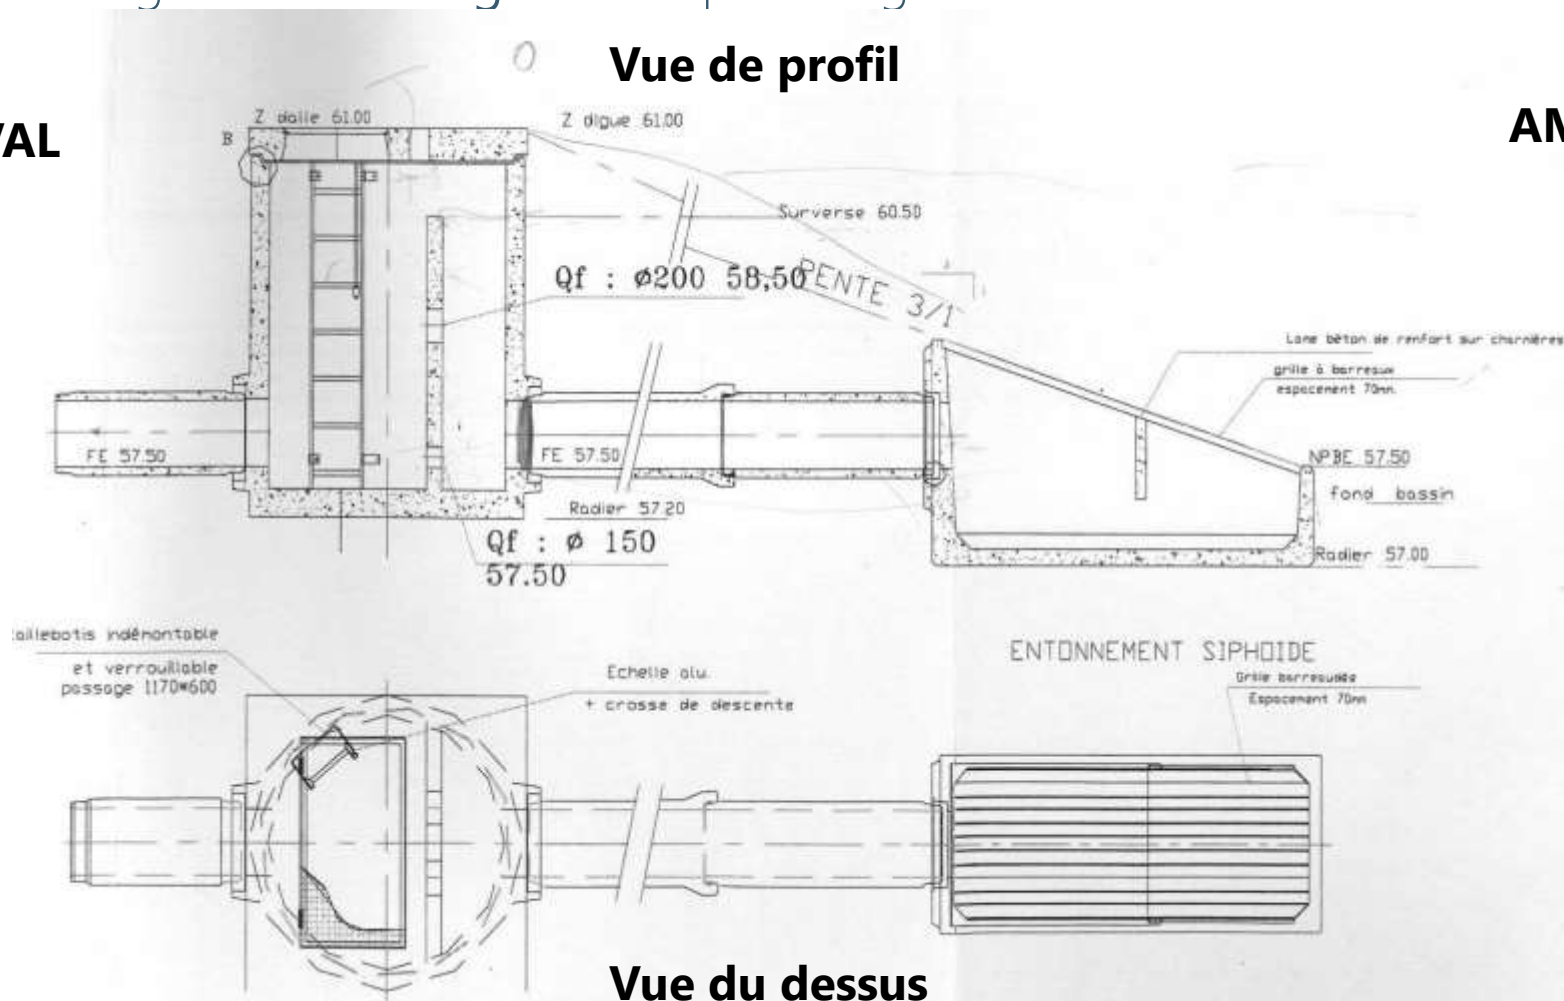 Vue de profil
VAL
AM
Z dalle 61.00
Z digue 61.00
B
Surverse 60.50
Qf : ø200 58,50
PENTE 3/1
Lame béton de renfort sur charnières
grille à barreaux
espacement 70mm.
FE 57.50
FE 57.50
NPBE 57.50
fond bassin
Radier 57.20
Qf : ø 150
57.50
Radier 57.00
aillebotis indémontable
et verrouillable
passage 1170*600
Echelle alu.
+ crosse de descente
ENTONNEMENT SIPHOIDE
Grille barreaudée
Espacement 70mm
Vue du dessus